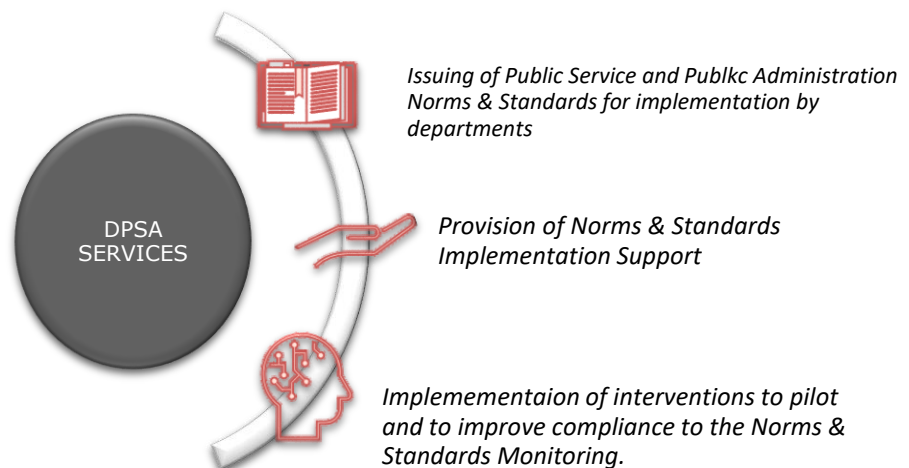 DPSA
SERVICES
Issuing of Public Service and Publkc Administration
Norms & Standards for implementation by
departments
Provision of Norms & Standards
Implementation Support
Implemementaion of interventions to pilot
and to improve compliance to the Norms &
Standards Monitoring.